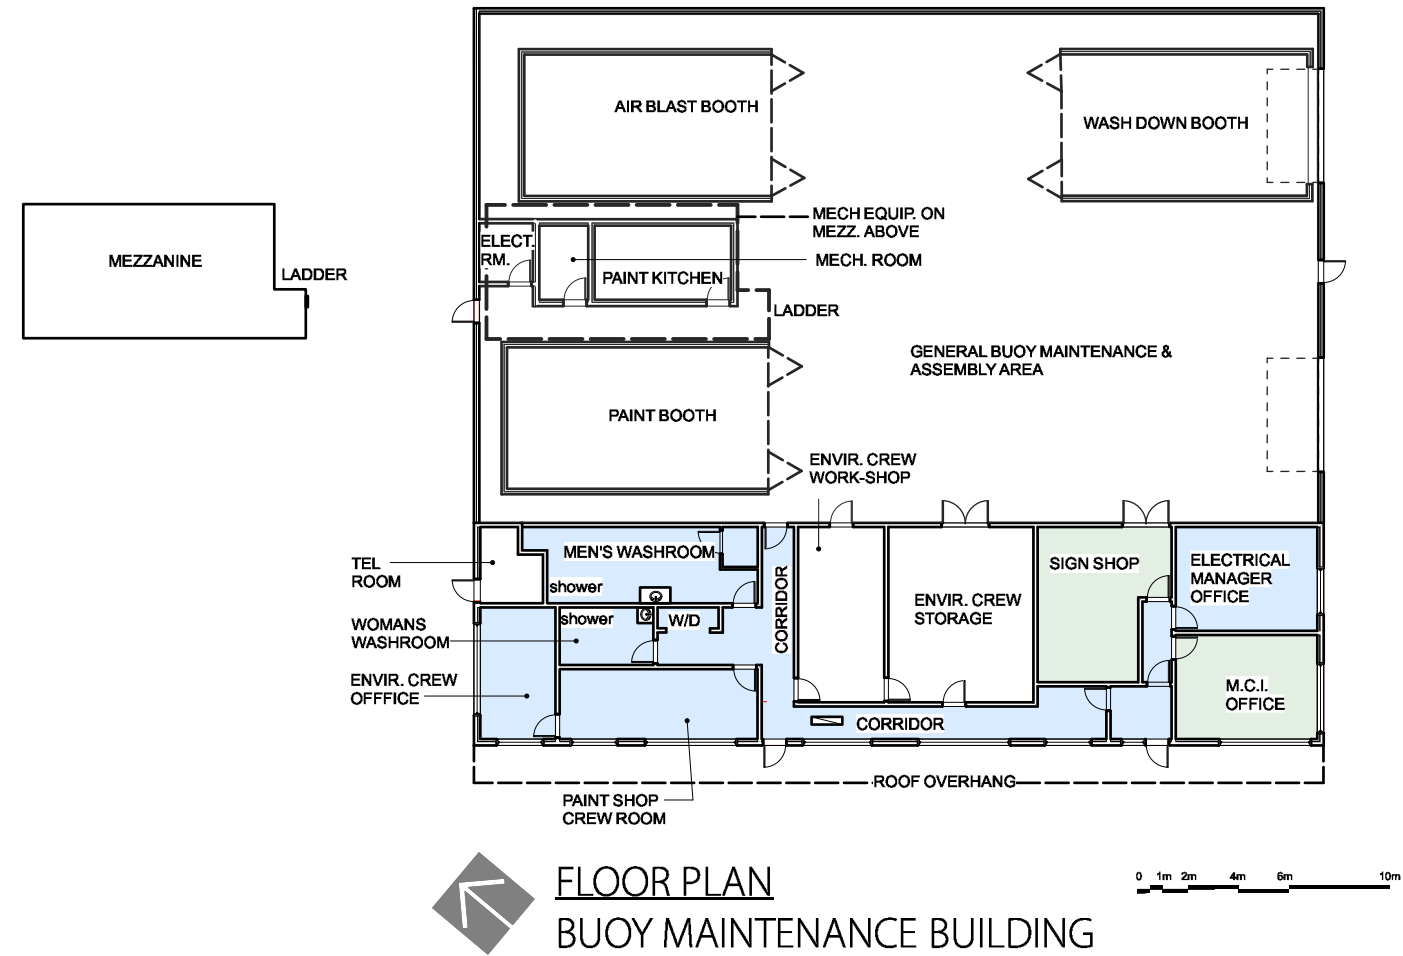 AIR BLAST BOOTH
WASH DOWN BOOTH
MECH EQUIP. ON
MEZZ. ABOVE
ELECT.
RM.
MECH. ROOM
PAINT KITCHEN
MEZZANINE
LADDER
LADDER
GENERAL BUOY MAINTENANCE &
ASSEMBLY AREA
PAINT BOOTH
ENVIR. CREW
WORK-SHOP
TEL
ROOM
MEN'S WASHROOM
shower
CORRIDOR
SIGN SHOP
ELECTRICAL
MANAGER
OFFICE
ENVIR. CREW
STORAGE
WOMANS
WASHROOM
shower
W/D
ENVIR. CREW
OFFFICE
M.C.I.
OFFICE
CORRIDOR
ROOF OVERHANG
PAINT SHOP
CREW ROOM
FLOOR PLAN
BUOY MAINTENANCE BUILDING
0 1m 2m 4m 6m 10m